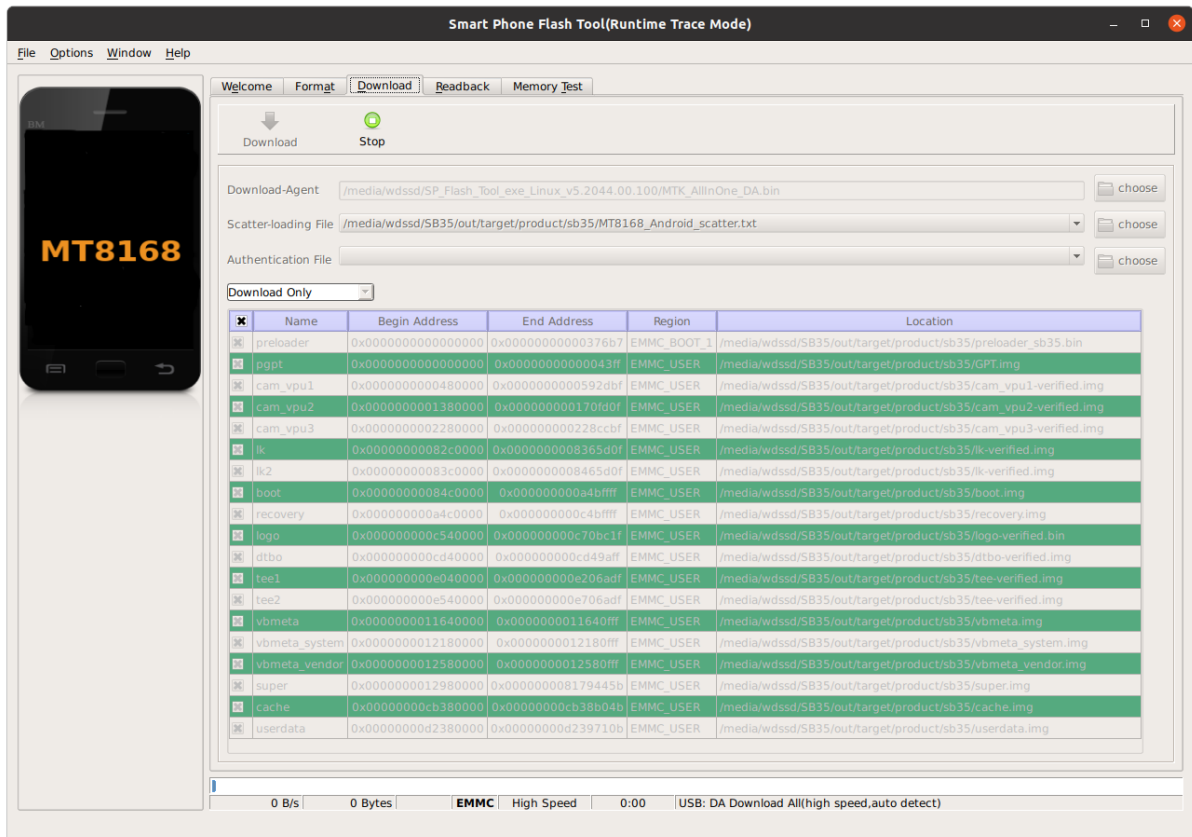 Smart Phone Flash Tool(Runtime Trace Mode)
File Options Window Help
Welcome Format Download Readback Memory Test
BM
MT8168
Download Stop
Download-Agent /media/wdssd/SP_Flash_Tool_exe_Linux_v5.2044.00.100/MTK_AllInOne_DA.bin choose
Scatter-loading File /media/wdssd/SB35/out/target/product/sb35/MT8168_Android_scatter.txt choose
Authentication File choose
Download Only
Name Begin Address End Address Region Location
preloader 0x0000000000000000 0x00000000000376b7 EMMC_BOOT_1 /media/wdssd/SB35/out/target/product/sb35/preloader_sb35.bin
pgpt 0x0000000000000000 0x00000000000043ff EMMC_USER /media/wdssd/SB35/out/target/product/sb35/GPT.img
cam_vpu1 0x0000000000480000 0x0000000000592dbf EMMC_USER /media/wdssd/SB35/out/target/product/sb35/cam_vpu1-verified.img
cam_vpu2 0x0000000001380000 0x000000000170fd0f EMMC_USER /media/wdssd/SB35/out/target/product/sb35/cam_vpu2-verified.img
cam_vpu3 0x0000000002280000 0x000000000228ccbf EMMC_USER /media/wdssd/SB35/out/target/product/sb35/cam_vpu3-verified.img
lk 0x00000000082c0000 0x0000000008365d0f EMMC_USER /media/wdssd/SB35/out/target/product/sb35/lk-verified.img
lk2 0x00000000083c0000 0x0000000008465d0f EMMC_USER /media/wdssd/SB35/out/target/product/sb35/lk-verified.img
boot 0x00000000084c0000 0x000000000a4bffff EMMC_USER /media/wdssd/SB35/out/target/product/sb35/boot.img
recovery 0x000000000a4c0000 0x000000000c4bffff EMMC_USER /media/wdssd/SB35/out/target/product/sb35/recovery.img
logo 0x000000000c540000 0x000000000c70bc1f EMMC_USER /media/wdssd/SB35/out/target/product/sb35/logo-verified.bin
dtbo 0x000000000cd40000 0x000000000cd49aff EMMC_USER /media/wdssd/SB35/out/target/product/sb35/dtbo-verified.img
tee1 0x000000000e040000 0x000000000e206adf EMMC_USER /media/wdssd/SB35/out/target/product/sb35/tee-verified.img
tee2 0x000000000e540000 0x000000000e706adf EMMC_USER /media/wdssd/SB35/out/target/product/sb35/tee-verified.img
vbmeta 0x0000000011640000 0x0000000011640fff EMMC_USER /media/wdssd/SB35/out/target/product/sb35/vbmeta.img
vbmeta_system 0x0000000012180000 0x0000000012180fff EMMC_USER /media/wdssd/SB35/out/target/product/sb35/vbmeta_system.img
vbmeta_vendor 0x0000000012580000 0x0000000012580fff EMMC_USER /media/wdssd/SB35/out/target/product/sb35/vbmeta_vendor.img
super 0x0000000012980000 0x000000008179445b EMMC_USER /media/wdssd/SB35/out/target/product/sb35/super.img
cache 0x00000000cb380000 0x00000000cb38b04b EMMC_USER /media/wdssd/SB35/out/target/product/sb35/cache.img
userdata 0x00000000d2380000 0x00000000d239710b EMMC_USER /media/wdssd/SB35/out/target/product/sb35/userdata.img
0 B/s 0 Bytes EMMC High Speed 0:00 USB: DA Download All(high speed,auto detect)